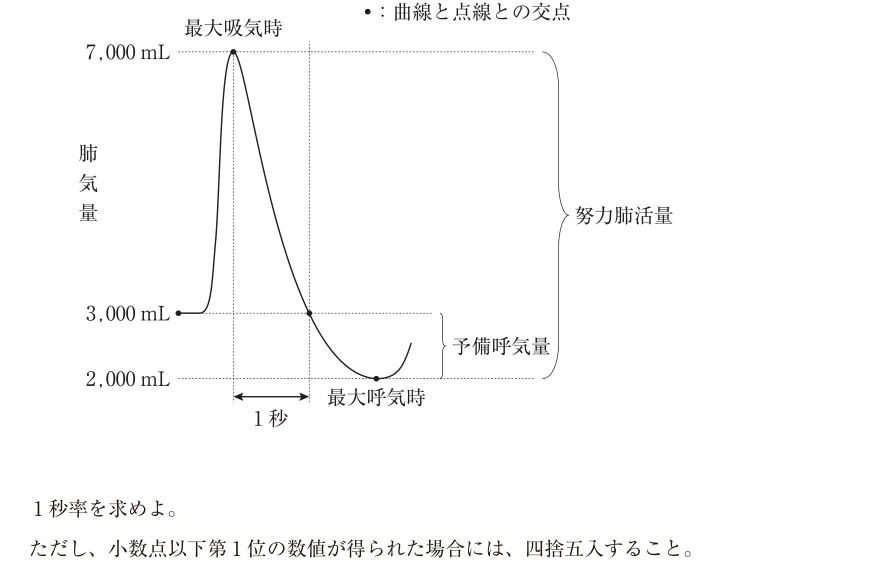 ●：曲線と点線との交点
最大吸気時
7,000 mL
肺気量
努力肺活量
3,000 mL
予備呼気量
2,000 mL
最大呼気時
1 秒
1 秒率を求めよ。
ただし、小数点以下第 1 位の数値が得られた場合には、四捨五入すること。